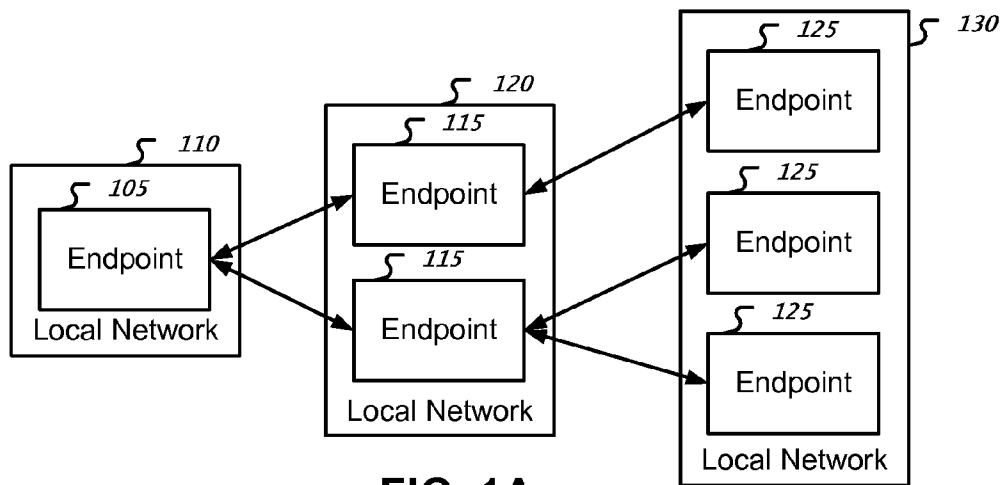 130
125
Endpoint
120
115
110
Endpoint
125
105
Endpoint
Endpoint
115
Local Network
Endpoint
125
Endpoint
Local Network
Local Network
FIG. 1A